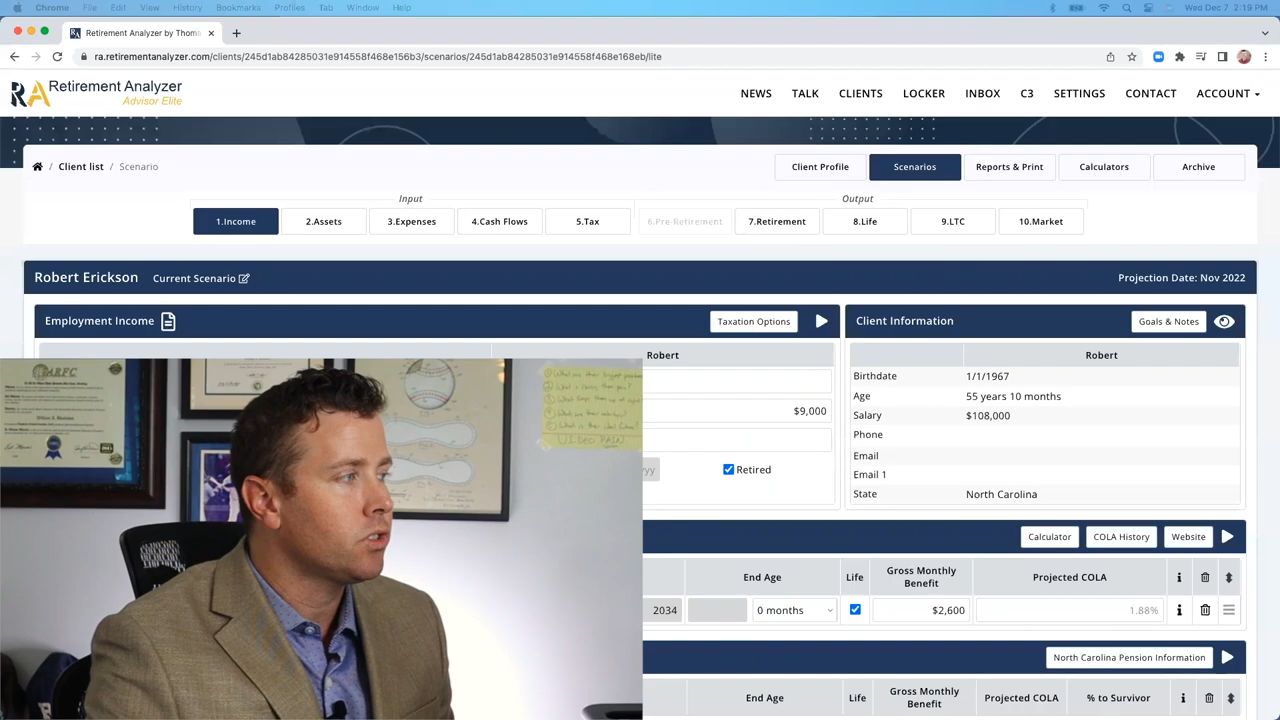 Chrome File Edit View History Bookmarks Profiles Tab Window Help Wed Dec 7 2:19 PM
Retirement Analyzer by Thoma
ra.retirementanalyzer.com/clients/245d1ab84285031e914558f468e156b3/scenarios/245d1ab84285031e914558f468e168eb/lite
RA Retirement Analyzer
Advisor Elite
NEWS TALK CLIENTS LOCKER INBOX C3 SETTINGS CONTACT ACCOUNT
/ Client list / Scenario
Client Profile Scenarios Reports & Print Calculators Archive
Input Output
1.Income 2.Assets 3.Expenses 4.Cash Flows 5.Tax 6.Pre-Retirement 7.Retirement 8.Life 9.LTC 10.Market
Robert Erickson Current Scenario Projection Date: Nov 2022
Employment Income Taxation Options
Client Information Goals & Notes
Robert
Robert
Birthdate 1/1/1967
Age 55 years 10 months
Salary $108,000
Phone
Email
Email 1
State North Carolina
$9,000
yyy Retired
Calculator COLA History Website
End Age Life Gross Monthly Benefit Projected COLA
2034 0 months $2,600 1.88%
North Carolina Pension Information
End Age Life Gross Monthly Benefit Projected COLA % to Survivor